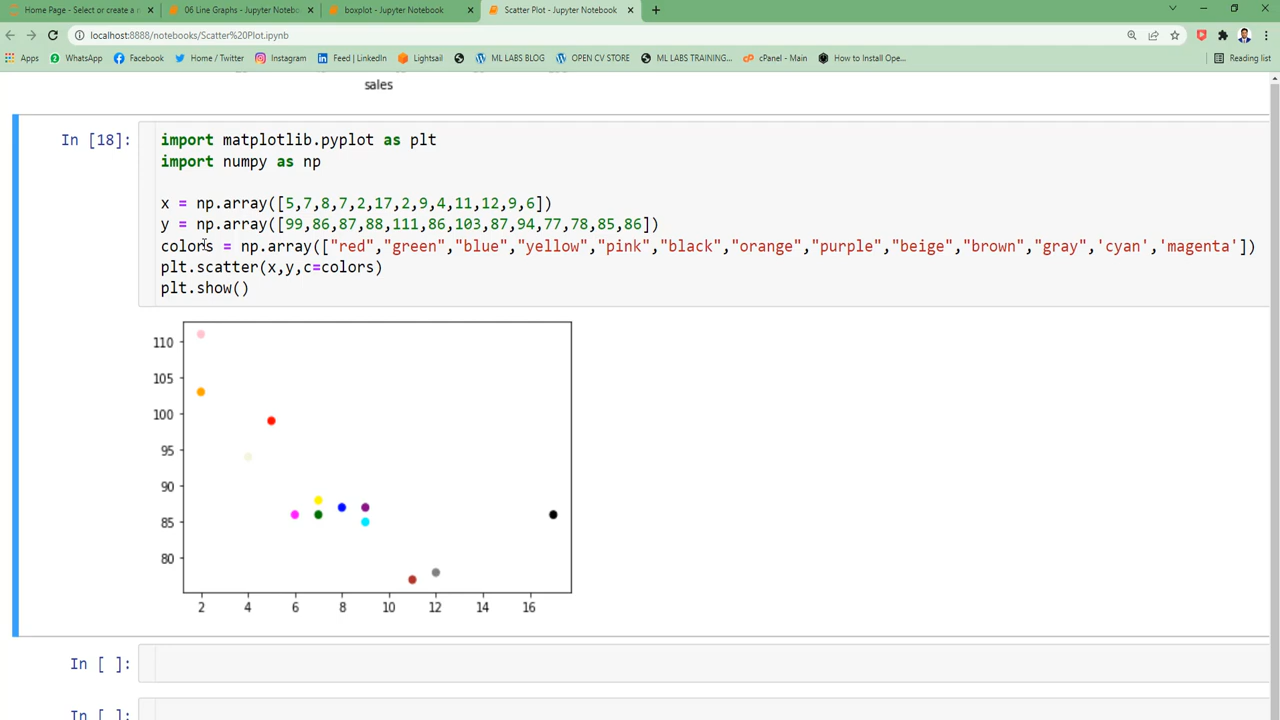 Home Page - Select or create a n
06 Line Graphs - Jupyter Notebo
boxplot - Jupyter Notebook
Scatter Plot - Jupyter Notebook
localhost:8888/notebooks/Scatter%20Plot.ipynb
Apps WhatsApp Facebook Home / Twitter Instagram Feed | LinkedIn Lightsail ML LABS BLOG OPEN CV STORE ML LABS TRAINING... cPanel - Main How to Install Ope... Reading list
sales
In [18]:
import matplotlib.pyplot as plt
import numpy as np
x = np.array([5,7,8,7,2,17,2,9,4,11,12,9,6])
y = np.array([99,86,87,88,111,86,103,87,94,77,78,85,86])
colors = np.array(["red","green","blue","yellow","pink","black","orange","purple","beige","brown","gray",'cyan','magenta'])
plt.scatter(x,y,c=colors)
plt.show()
110
105
100
95
90
85
80
2 4 6 8 10 12 14 16
In [ ]:
In [ ]: